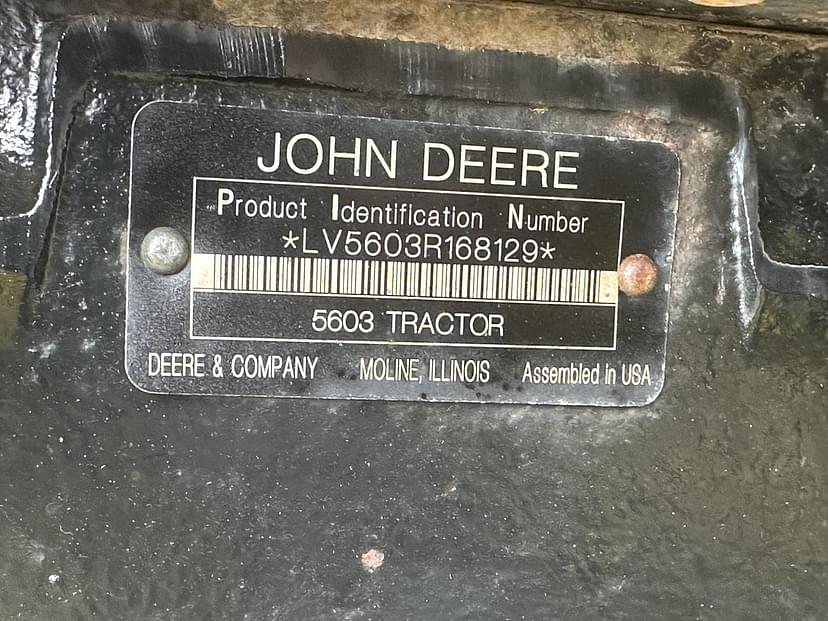 JOHN DEERE
Product Identification Number
*LV5603R168129*
5603 TRACTOR
DEERE & COMPANY MOLINE, ILLINOIS Assembled in USA